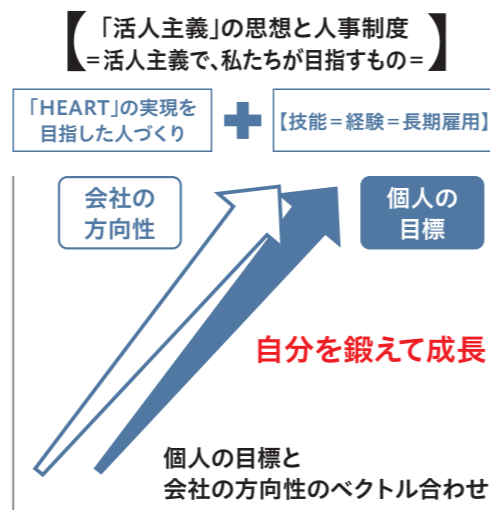 【「活人主義」の思想と人事制度
=活人主義で、私たちが目指すもの=】
「HEART」の実現を
目指した人づくり
+
【技能=経験=長期雇用】
会社の
方向性
個人の
目標
自分を鍛えて成長
個人の目標と
会社の方向性のベクトル合わせ